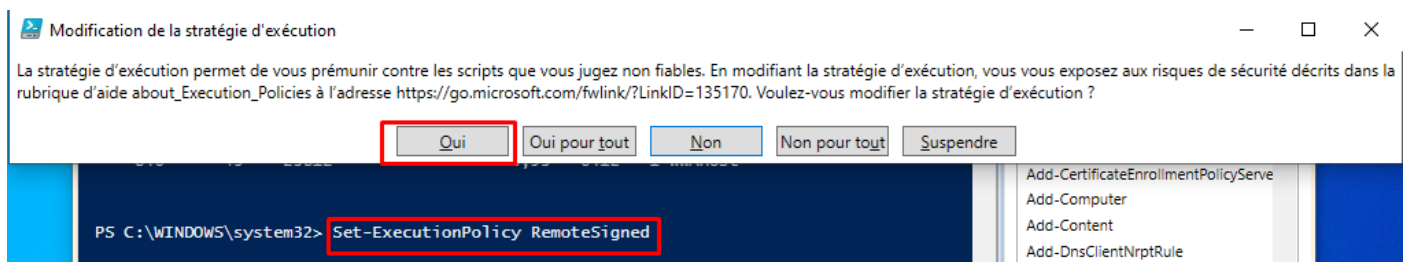 Modification de la stratégie d'exécution
La stratégie d’exécution permet de vous prémunir contre les scripts que vous jugez non fiables. En modifiant la stratégie d’exécution, vous vous exposez aux risques de sécurité décrits dans la
rubrique d’aide about_Execution_Policies à l’adresse https://go.microsoft.com/fwlink/?LinkID=135170. Voulez-vous modifier la stratégie d’exécution ?
Oui Oui pour tout Non Non pour tout Suspendre
Add-CertificateEnrollmentPolicyServe
Add-Computer
Add-Content
Add-DnsClientNrptRule
PS C:\WINDOWS\system32> Set-ExecutionPolicy RemoteSigned